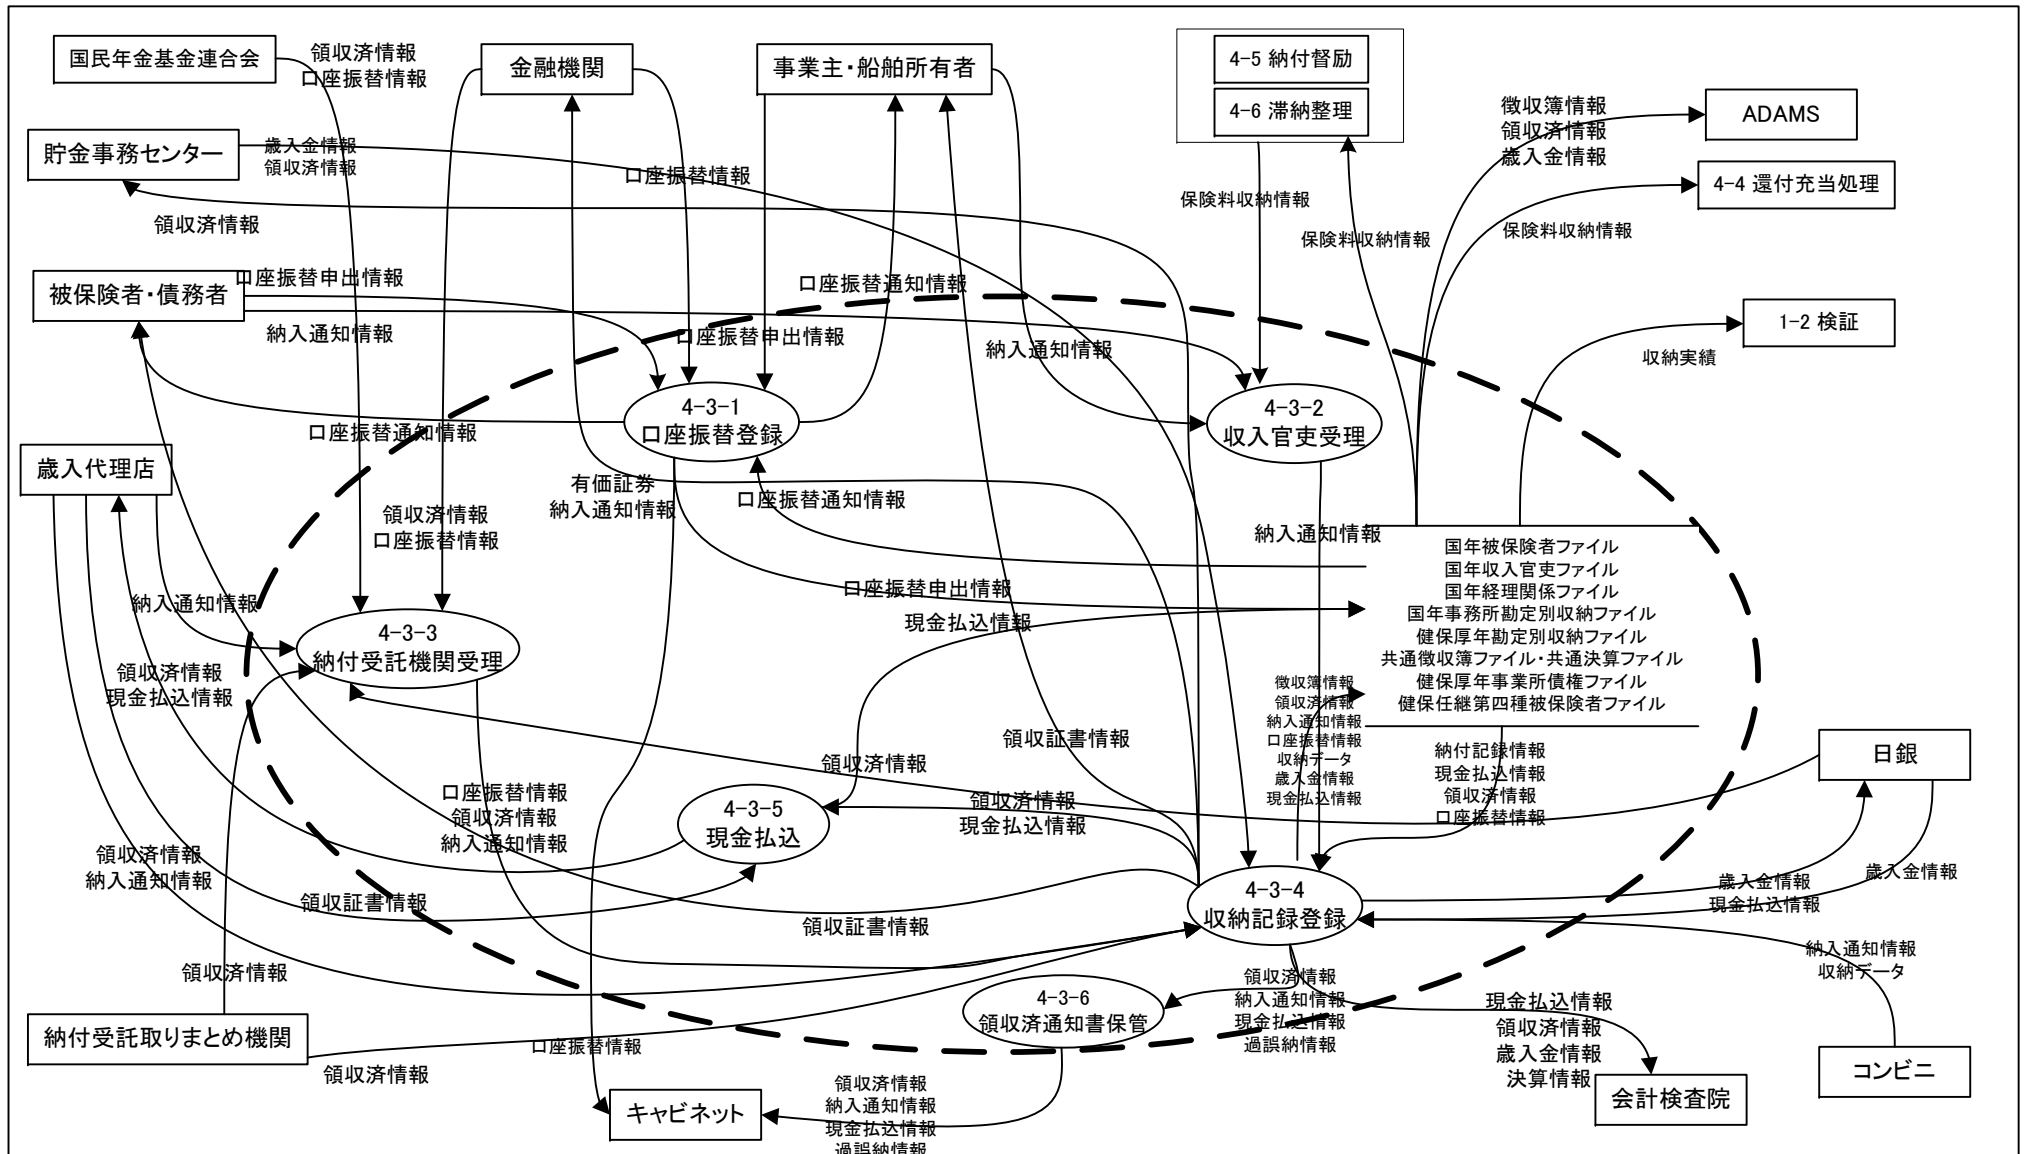 国民年金基金連合会
領収済情報
口座振替情報
金融機関
事業主・船舶所有者
4-5 納付督励
4-6 滞納整理
徴収簿情報
領収済情報
歳入金情報
ADAMS
貯金事務センター
歳入金情報
領収済情報
口座振替情報
4-4 還付充当処理
保険料収納情報
保険料収納情報
保険料収納情報
領収済情報
被保険者・債務者
口座振替申出情報
口座振替通知情報
納入通知情報
口座振替申出情報
納入通知情報
1-2 検証
収納実績
4-3-1
口座振替登録
4-3-2
収入官吏受理
口座振替通知情報
歳入代理店
有価証券
納入通知情報
口座振替通知情報
領収済情報
口座振替情報
納入通知情報
国年被保険者ファイル
国年収入官吏ファイル
国年経理関係ファイル
国年事務所勘定別収納ファイル
健保厚年勘定別収納ファイル
共通徴収簿ファイル・共通決算ファイル
健保厚年事業所債権ファイル
健保任継第四種被保険者ファイル
口座振替申出情報
納入通知情報
現金払込情報
4-3-3
納付受託機関受理
領収済情報
現金払込情報
徴収簿情報
領収済情報
納入通知情報
口座振替情報
収納データ
歳入金情報
現金払込情報
領収証書情報
領収済情報
納付記録情報
現金払込情報
領収済情報
口座振替情報
日銀
口座振替情報
領収済情報
納入通知情報
4-3-5
現金払込
領収済情報
現金払込情報
領収済情報
納入通知情報
領収証書情報
領収証書情報
4-3-4
収納記録登録
歳入金情報
現金払込情報
歳入金情報
領収済情報
納入通知情報
収納データ
4-3-6
領収済通知書保管
領収済情報
納入通知情報
現金払込情報
過誤納情報
現金払込情報
領収済情報
歳入金情報
決算情報
納付受託取りまとめ機関
領収済情報
口座振替情報
コンビニ
会計検査院
キャビネット
領収済情報
納入通知情報
現金払込情報
過誤納情報